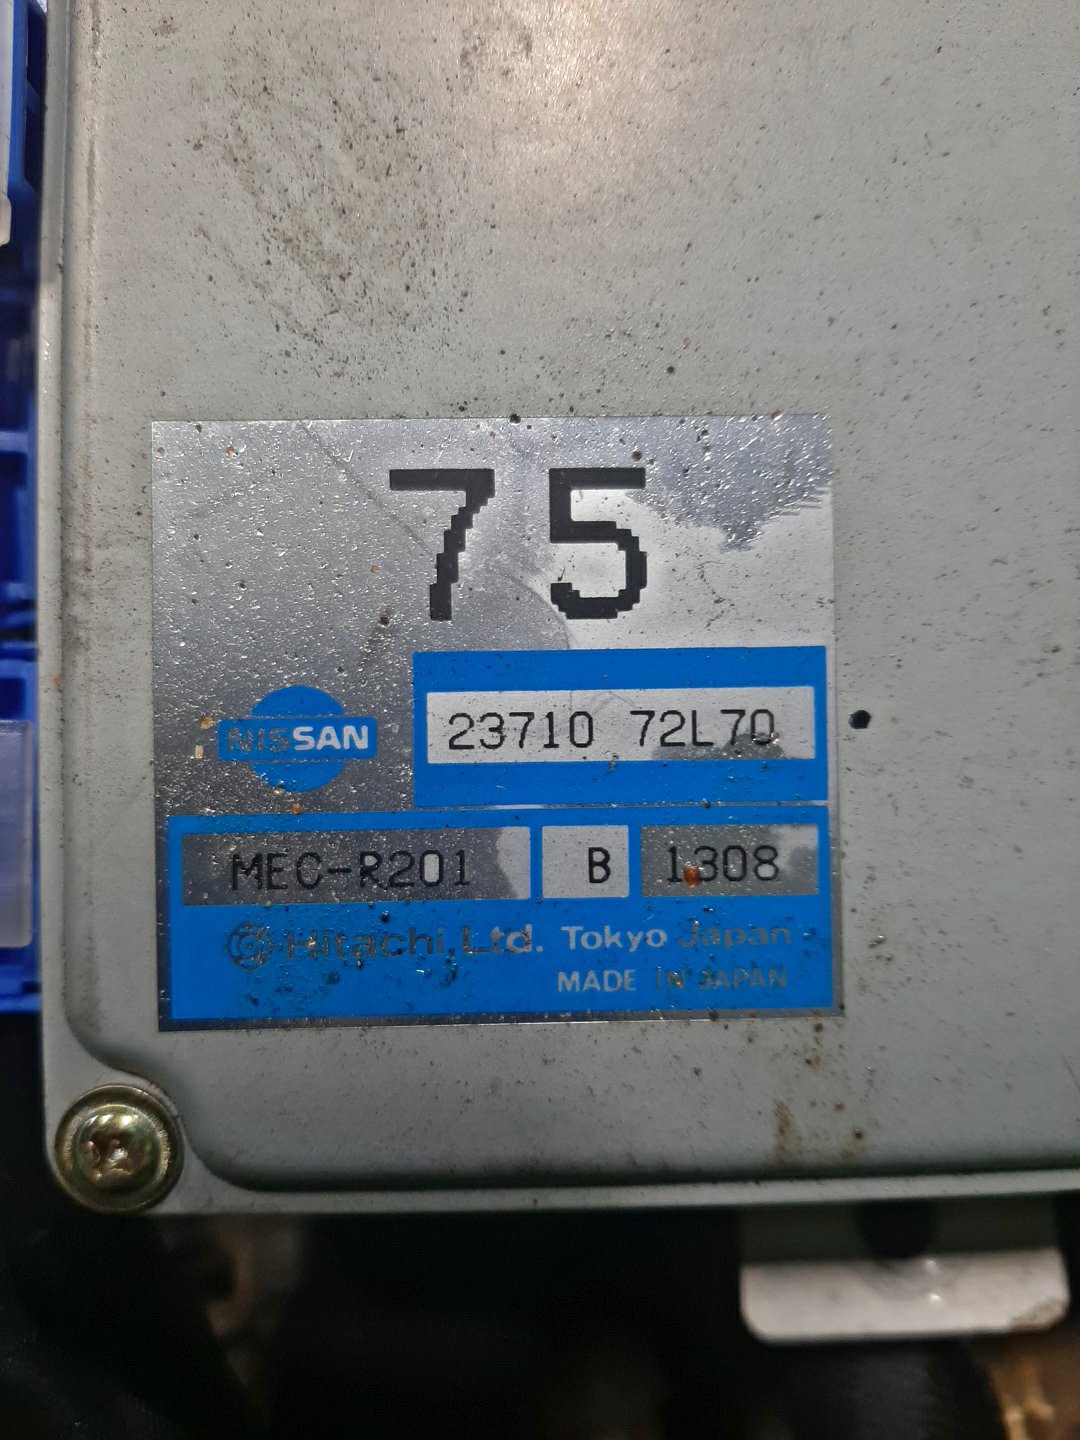 75
NISSAN
23710 72L70
MEC-R201 B 1308
Hitachi, Ltd. Tokyo Japan
MADE IN JAPAN